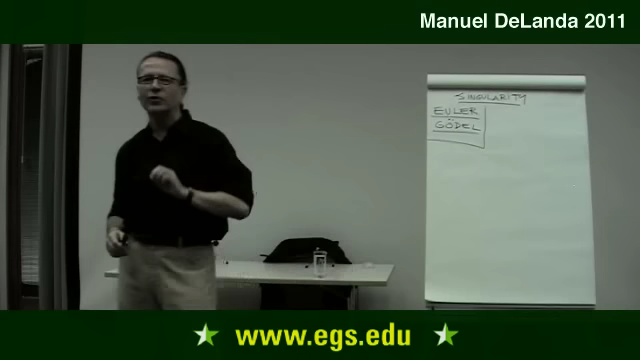 Manuel DeLanda 2011
SINGULARITY
EULER
GÖDEL
www.egs.edu